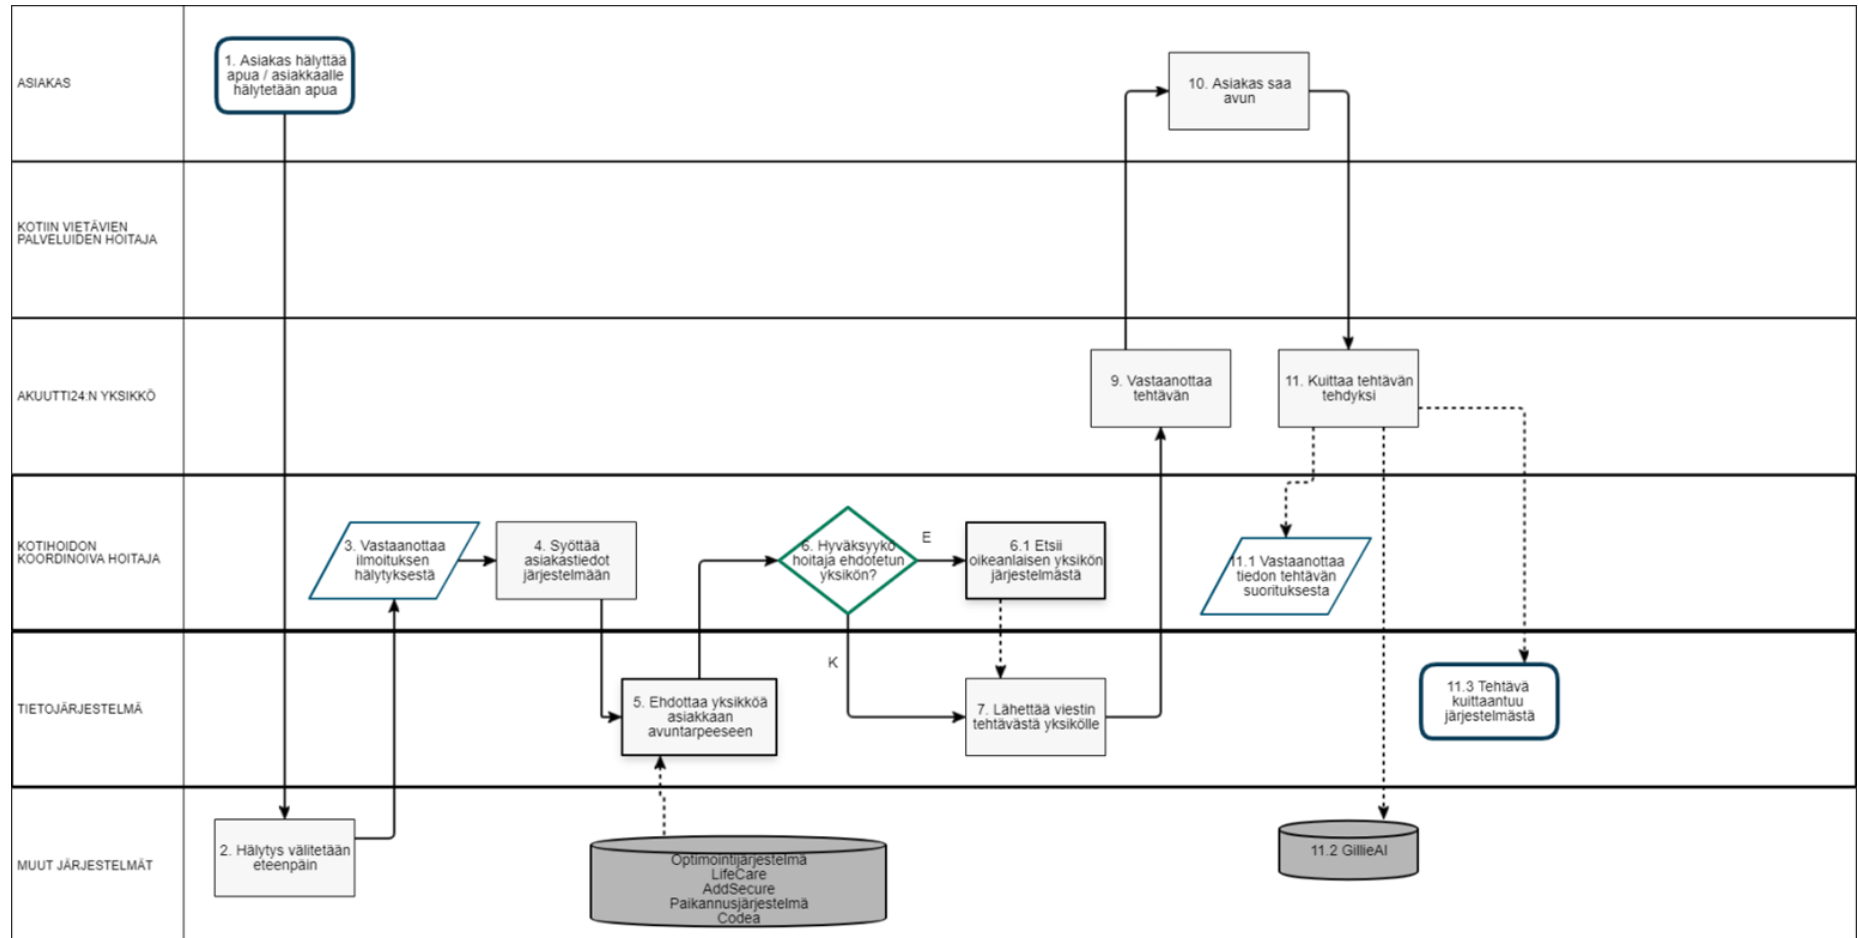 ASIAKAS
1. Asiakas hälyttää
apua / asiakkaalle
hälytetään apua
10. Asiakas saa
avun
KOTIIN VIETÄVIEN
PALVELUIDEN HOITAJA
AKUUTTI24:N YKSIKKÖ
9. Vastaanottaa
tehtävän
11. Kuittaa tehtävän
tehdyksi
KOTIHOIDON
KOORDINOIVA HOITAJA
3. Vastaanottaa
ilmoituksen
hälytyksestä
4. Syöttää
asiakastiedot
järjestelmään
6. Hyväksyykö
hoitaja ehdotetun
yksikön?
E
K
6.1 Etsii
oikeanlaisen yksikön
järjestelmästä
11.1 Vastaanottaa
tiedon tehtävän
suorituksesta
TIETOJÄRJESTELMÄ
5. Ehdottaa yksikköä
asiakkaan
avuntarpeeseen
7. Lähettää viestin
tehtävästä yksikölle
11.3 Tehtävä
kuittaantuu
järjestelmästä
MUUT JÄRJESTELMÄT
2. Hälytys välitetään
eteenpäin
Optimointijärjestelmä
LifeCare
AddSecure
Paikannusjärjestelmä
Codea
11.2 GillieAI